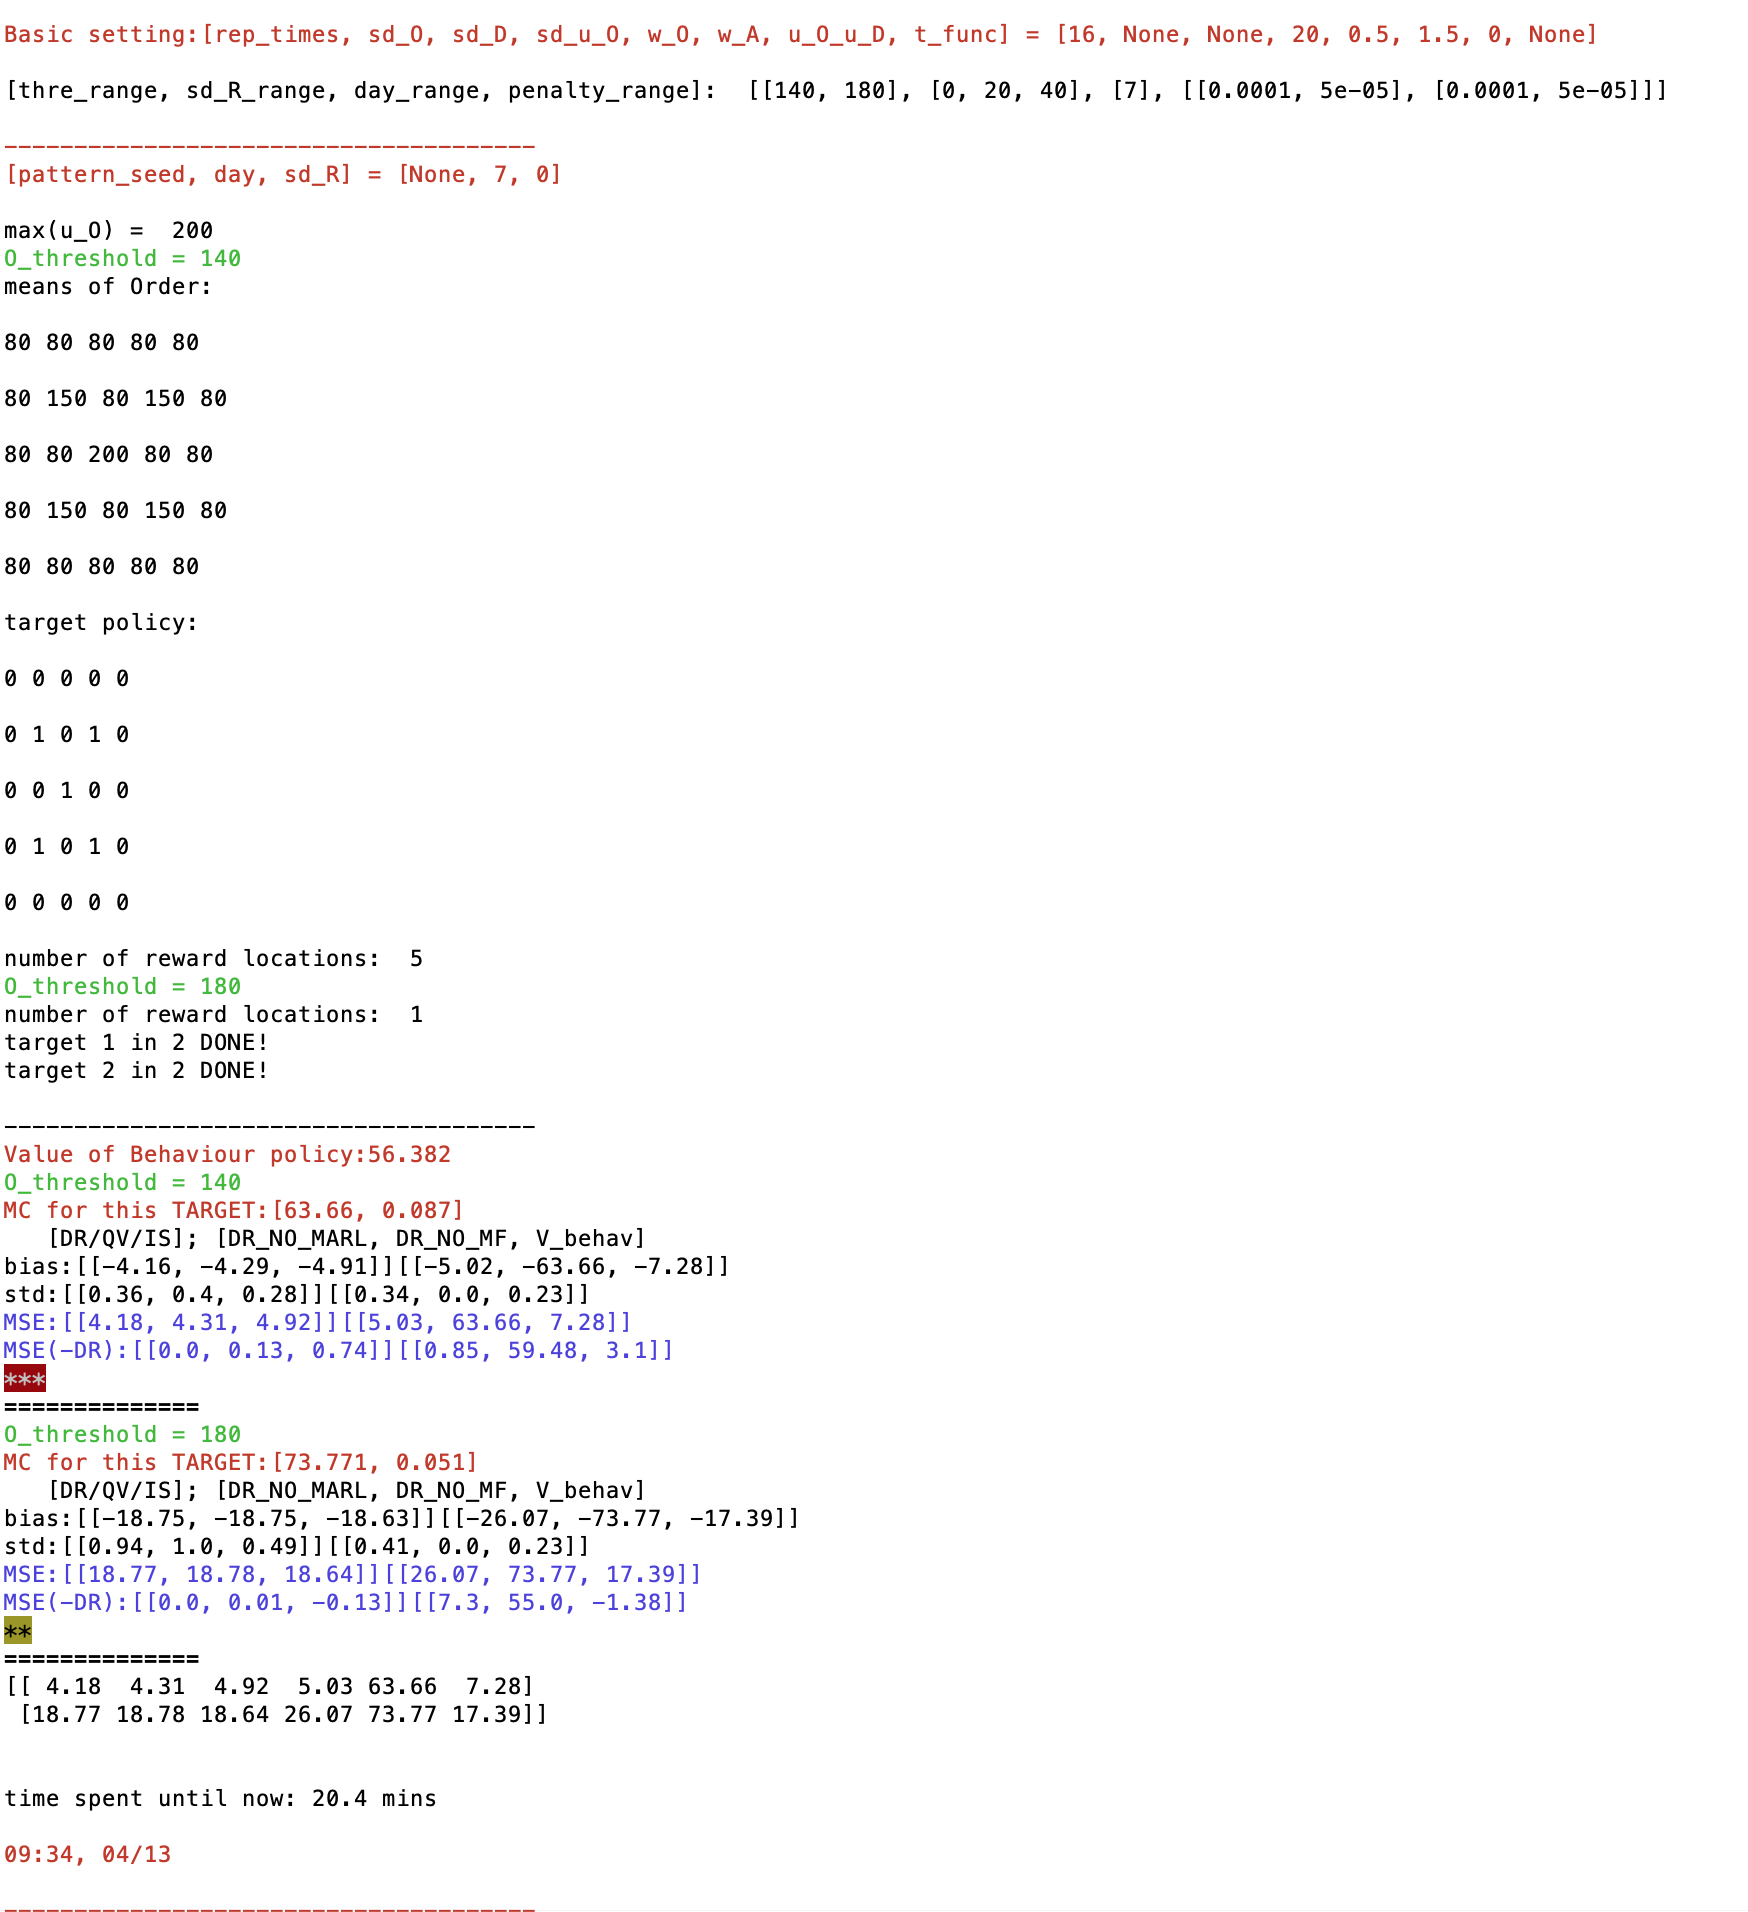 Basic setting:[rep_times, sd_O, sd_D, sd_u_O, w_O, w_A, u_O_u_D, t_func] = [16, None, None, 20, 0.5, 1.5, 0, None]
[thre_range, sd_R_range, day_range, penalty_range]:  [[140, 180], [0, 20, 40], [7], [[0.0001, 5e-05], [0.0001, 5e-05]]]
--------------------------------------
[pattern_seed, day, sd_R] = [None, 7, 0]
max(u_O) =  200
O_threshold = 140
means of Order:
80 80 80 80 80
80 150 80 150 80
80 80 200 80 80
80 150 80 150 80
80 80 80 80 80
target policy:
0 0 0 0 0
0 1 0 1 0
0 0 1 0 0
0 1 0 1 0
0 0 0 0 0
number of reward locations:  5
O_threshold = 180
number of reward locations:  1
target 1 in 2 DONE!
target 2 in 2 DONE!
--------------------------------------
Value of Behaviour policy:56.382
O_threshold = 140
MC for this TARGET:[63.66, 0.087]
   [DR/QV/IS]; [DR_NO_MARL, DR_NO_MF, V_behav]
bias:[[-4.16, -4.29, -4.91]][[-5.02, -63.66, -7.28]]
std:[[0.36, 0.4, 0.28]][[0.34, 0.0, 0.23]]
MSE:[[4.18, 4.31, 4.92]][[5.03, 63.66, 7.28]]
MSE(-DR):[[0.0, 0.13, 0.74]][[0.85, 59.48, 3.1]]
***
==============
O_threshold = 180
MC for this TARGET:[73.771, 0.051]
   [DR/QV/IS]; [DR_NO_MARL, DR_NO_MF, V_behav]
bias:[[-18.75, -18.75, -18.63]][[-26.07, -73.77, -17.39]]
std:[[0.94, 1.0, 0.49]][[0.41, 0.0, 0.23]]
MSE:[[18.77, 18.78, 18.64]][[26.07, 73.77, 17.39]]
MSE(-DR):[[0.0, 0.01, -0.13]][[7.3, 55.0, -1.38]]
**
==============
[[ 4.18  4.31  4.92  5.03 63.66  7.28]
 [18.77 18.78 18.64 26.07 73.77 17.39]]
time spent until now: 20.4 mins
09:34, 04/13
--------------------------------------